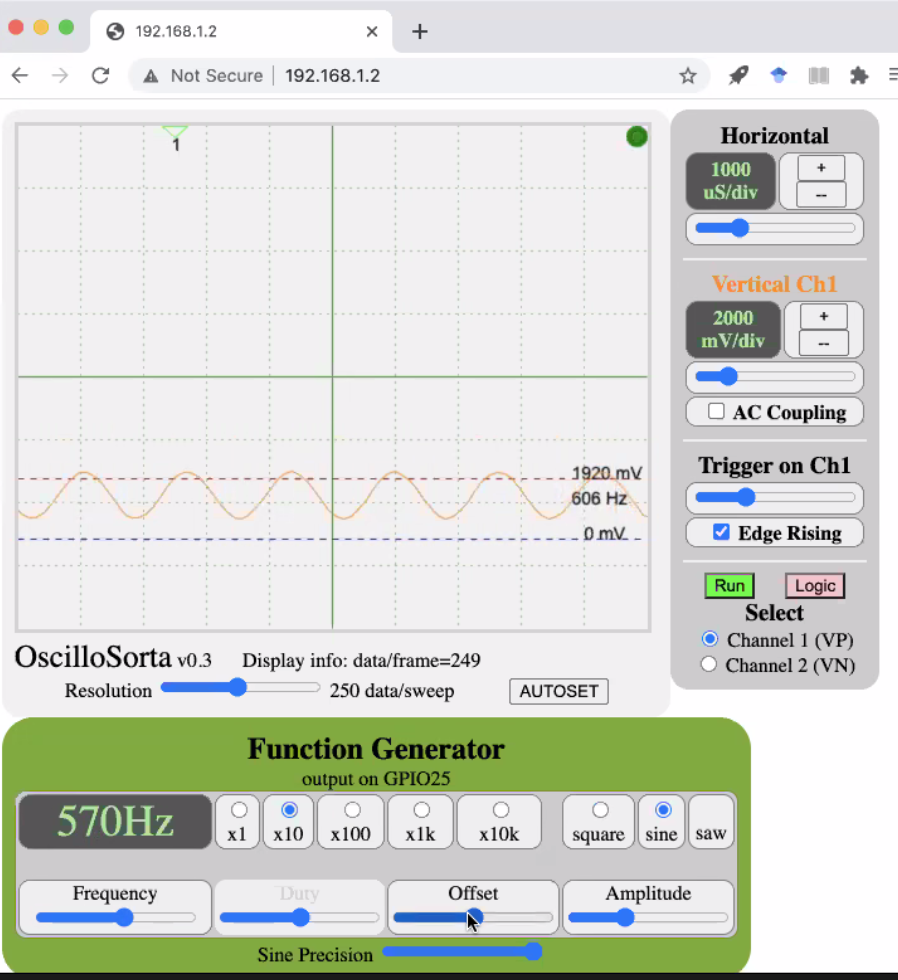 192.168.1.2
Not Secure 192.168.1.2
1
1920 mV
606 Hz
0 mV
Horizontal
1000
uS/div
+
--
Vertical Ch1
2000
mV/div
+
--
AC Coupling
Trigger on Ch1
Edge Rising
Run Logic
Select
Channel 1 (VP)
Channel 2 (VN)
OscilloSorta v0.3 Display info: data/frame=249
Resolution 250 data/sweep AUTOSET
Function Generator
output on GPIO25
570Hz x1 x10 x100 x1k x10k square sine saw
Frequency Duty Offset Amplitude
Sine Precision